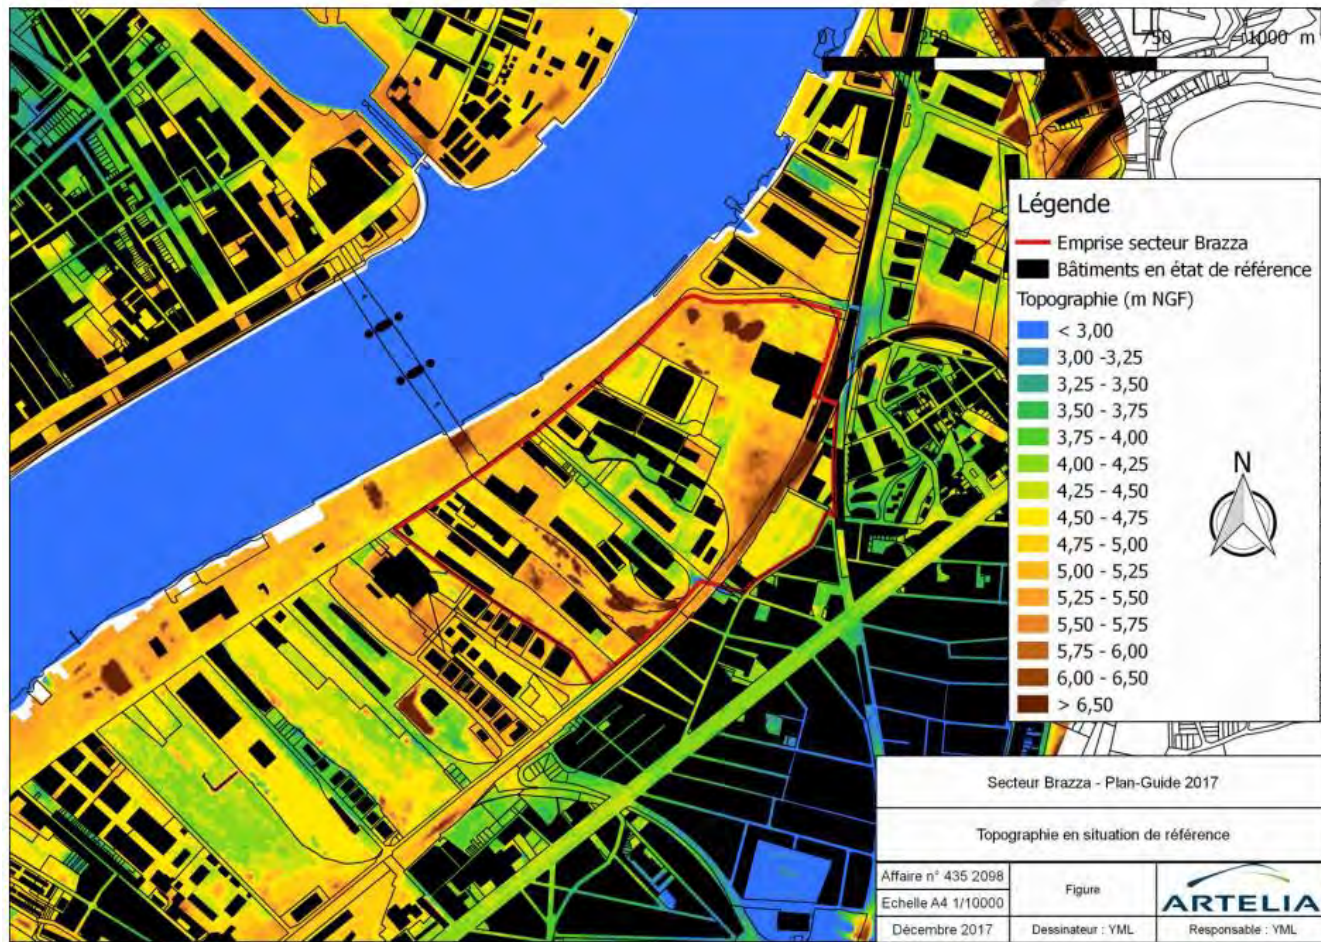 0 250 750 1000 m
Légende
Emprise secteur Brazza
Bâtiments en état de référence
Topographie (m NGF)
< 3,00
3,00 -3,25
3,25 - 3,50
3,50 - 3,75
3,75 - 4,00
4,00 - 4,25
4,25 - 4,50
4,50 - 4,75
4,75 - 5,00
5,00 - 5,25
5,25 - 5,50
5,50 - 5,75
5,75 - 6,00
6,00 - 6,50
> 6,50
N
Secteur Brazza - Plan-Guide 2017
Topographie en situation de référence
Affaire n° 435 2098
Echelle A4 1/10000
Décembre 2017
Figure
Dessinateur : YML
ARTELIA
Responsable : YML